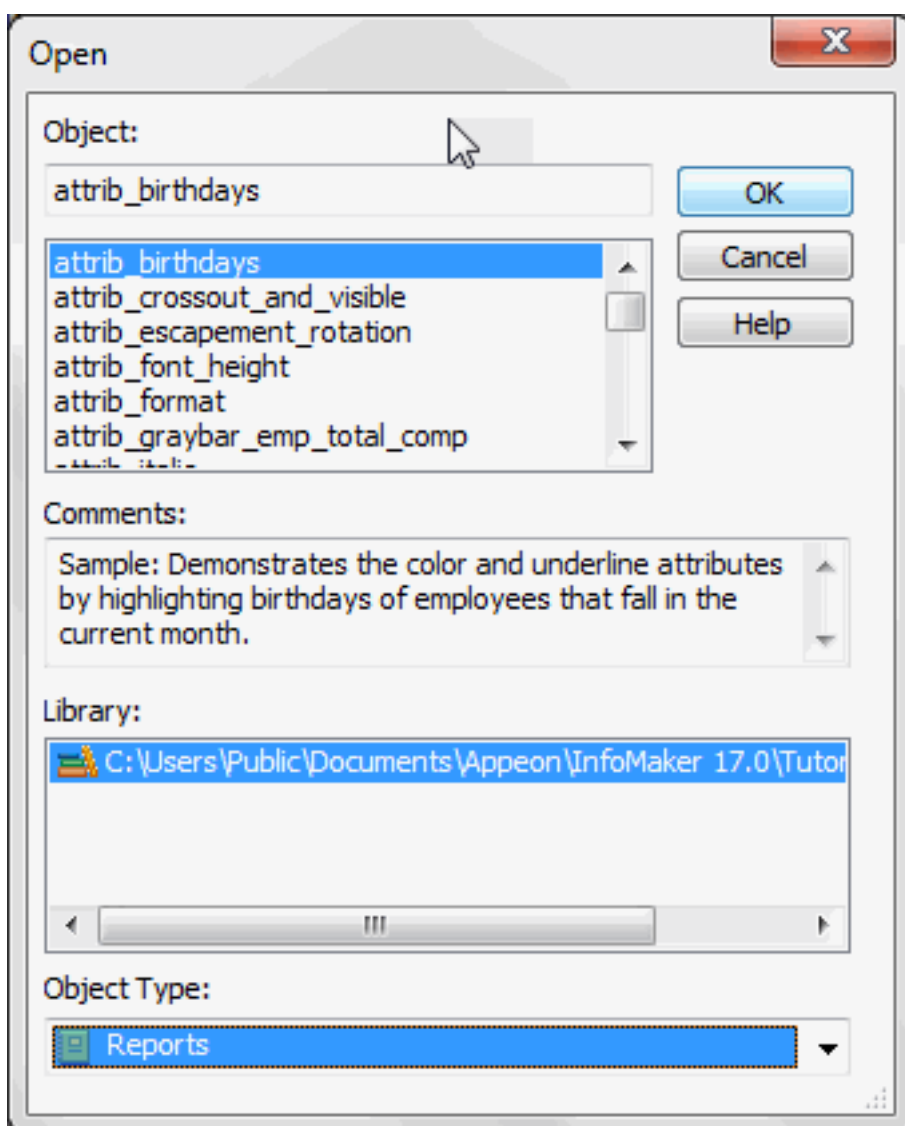 Open
Object:
attrib_birthdays
OK
attrib_birthdays
Cancel
attrib_crossout_and_visible
attrib_escapement_rotation
Help
attrib_font_height
attrib_format
attrib_graybar_emp_total_comp
attrib_italic
Comments:
Sample: Demonstrates the color and underline attributes
by highlighting birthdays of employees that fall in the
current month.
Library:
C:\Users\Public\Documents\Appeon\InfoMaker 17.0\Tutor
Object Type:
Reports